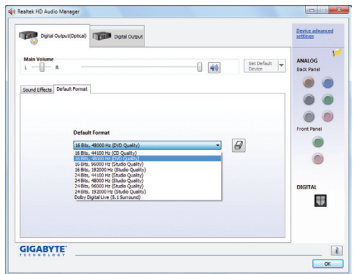 Realtek HD Audio Manager
Digital Output(Optical)
Digital Output
Device advanced settings
Main Volume
L
R
Set Default Device
ANALOG
Back Panel
Sound Effects
Default Format
Default Format
16 Bits, 48000 Hz (DVD Quality)
16 Bits, 44100 Hz (CD Quality)
16 Bits, 48000 Hz (DVD Quality)
16 Bits, 96000 Hz (Studio Quality)
16 Bits, 192000 Hz (Studio Quality)
24 Bits, 44100 Hz (Studio Quality)
24 Bits, 48000 Hz (Studio Quality)
24 Bits, 96000 Hz (Studio Quality)
24 Bits, 192000 Hz (Studio Quality)
Dolby Digital Live (5.1 Surround)
Front Panel
DIGITAL
GIGABYTE
TECHNOLOGY
OK